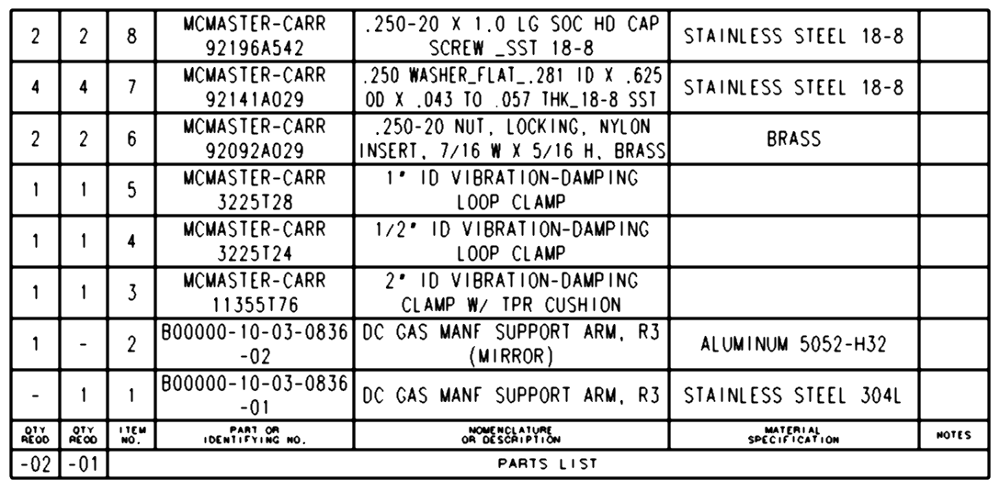 2 2 8 MCMASTER-CARR 92196A542 .250-20 X 1.0 LG SOC HD CAP SCREW _SST 18-8 STAINLESS STEEL 18-8
4 4 7 MCMASTER-CARR 92141A029 .250 WASHER_FLAT_.281 ID X .625 OD X .043 TO .057 THK_18-8 SST STAINLESS STEEL 18-8
2 2 6 MCMASTER-CARR 92092A029 .250-20 NUT, LOCKING, NYLON INSERT, 7/16 W X 5/16 H, BRASS BRASS
1 1 5 MCMASTER-CARR 3225T28 1" ID VIBRATION-DAMPING LOOP CLAMP
1 1 4 MCMASTER-CARR 3225T24 1/2" ID VIBRATION-DAMPING LOOP CLAMP
1 1 3 MCMASTER-CARR 11355T76 2" ID VIBRATION-DAMPING CLAMP W/ TPR CUSHION
1 - 2 B00000-10-03-0836-02 DC GAS MANF SUPPORT ARM, R3 (MIRROR) ALUMINUM 5052-H32
- 1 1 B00000-10-03-0836-01 DC GAS MANF SUPPORT ARM, R3 STAINLESS STEEL 304L
QTY REQD QTY REQD ITEM NO. PART OR IDENTIFYING NO. NOMENCLATURE OR DESCRIPTION MATERIAL SPECIFICATION NOTES
-02 -01 PARTS LIST